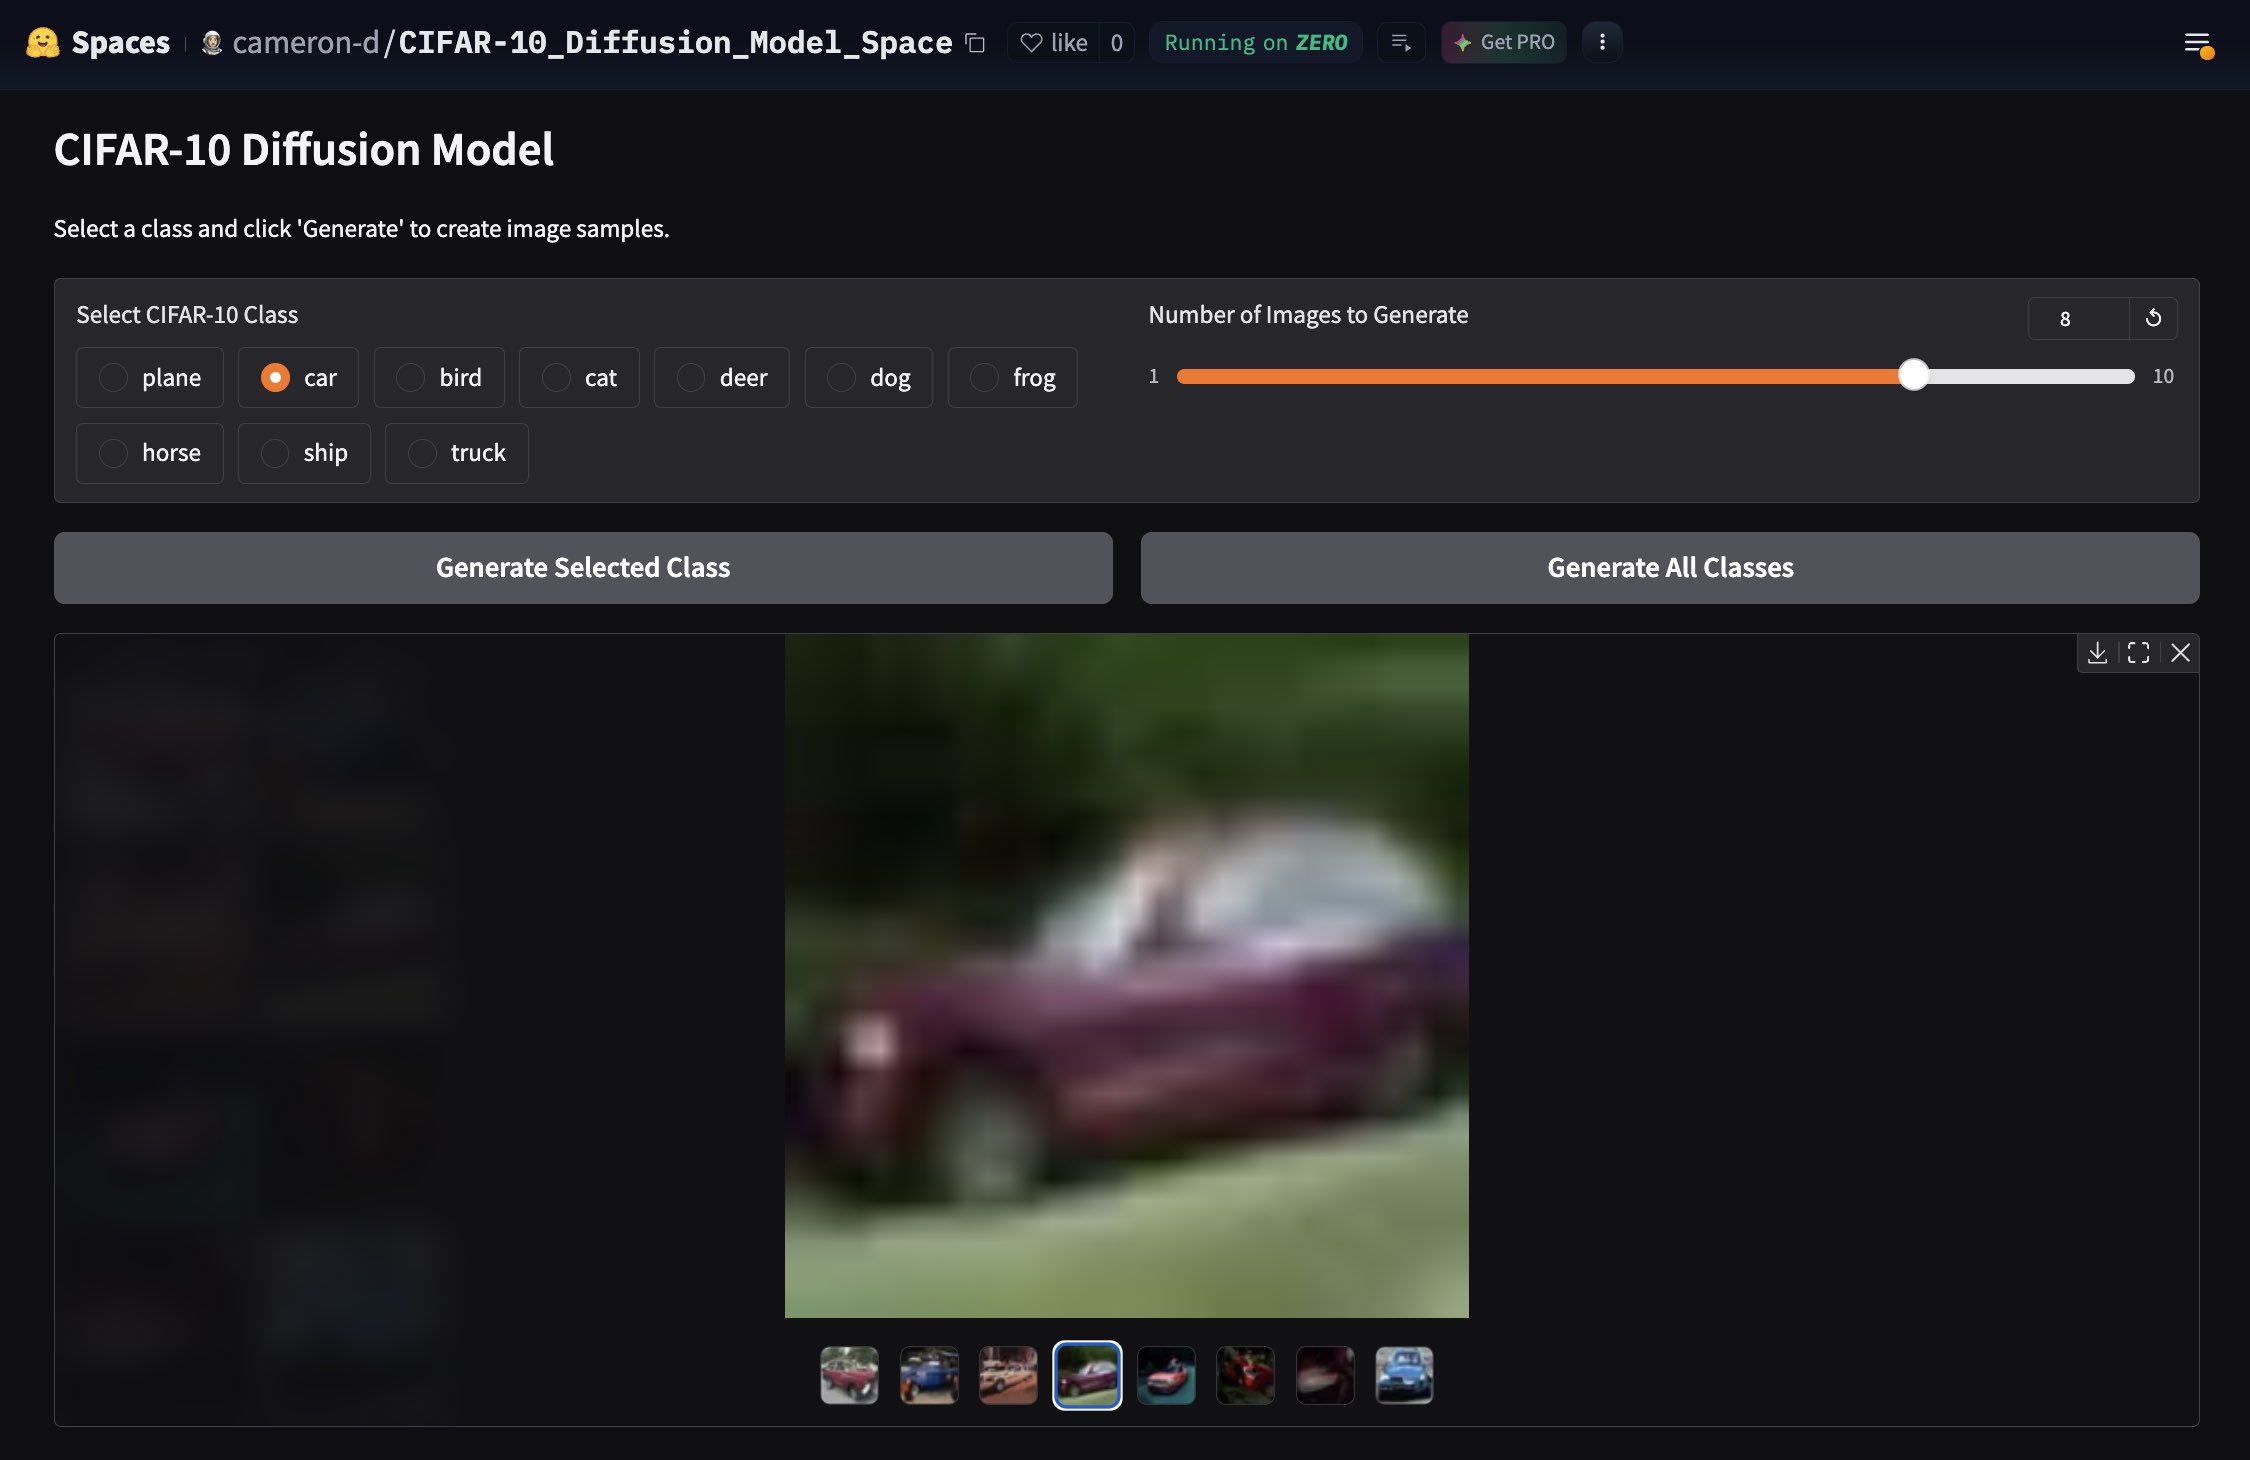 Spaces cameron-d/CIFAR-10_Diffusion_Model_Space like 0 Running on ZERO Get PRO
CIFAR-10 Diffusion Model
Select a class and click 'Generate' to create image samples.
Select CIFAR-10 Class
plane car bird cat deer dog frog
horse ship truck
Number of Images to Generate 8
1 10
Generate Selected Class Generate All Classes